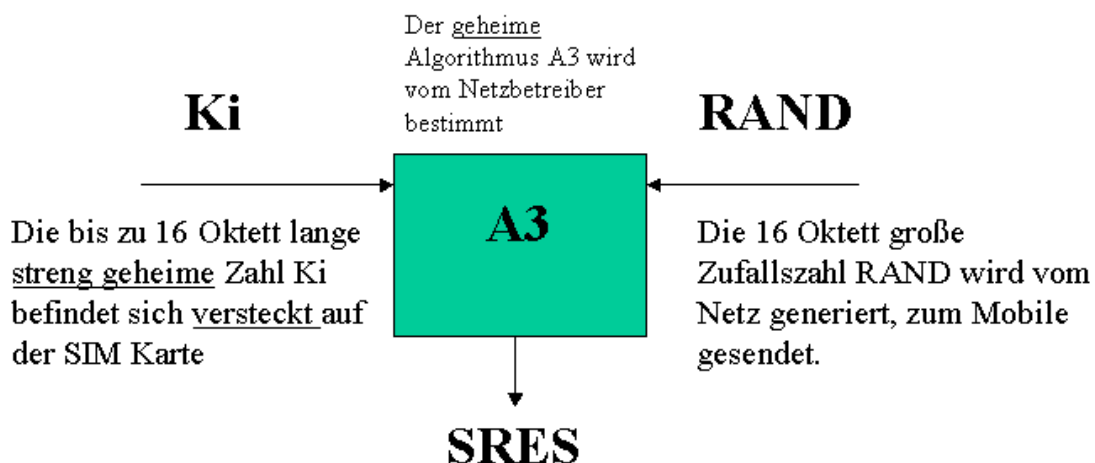 Der geheime
Algorithmus A3 wird
vom Netzbetreiber
bestimmt
Ki
RAND
A3
Die bis zu 16 Oktett lange
streng geheime Zahl Ki
befindet sich versteckt auf
der SIM Karte
Die 16 Oktett große
Zufallszahl RAND wird vom
Netz generiert, zum Mobile
gesendet.
SRES